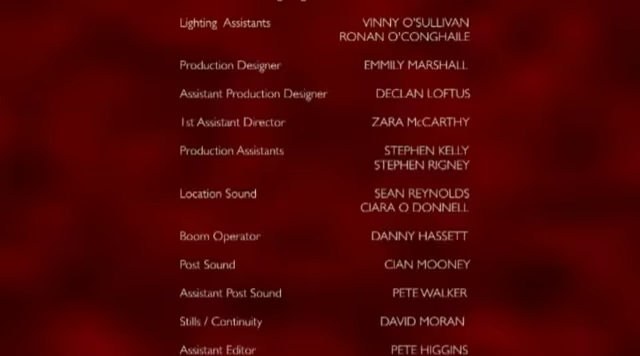 Lighting Assistants VINNY O'SULLIVAN
RONAN O'CONGHAILE
Production Designer EMMILY MARSHALL
Assistant Production Designer DECLAN LOFTUS
1st Assistant Director ZARA McCARTHY
Production Assistants STEPHEN KELLY
STEPHEN RIGNEY
Location Sound SEAN REYNOLDS
CIARA O DONNELL
Boom Operator DANNY HASSETT
Post Sound CIAN MOONEY
Assistant Post Sound PETE WALKER
Stills / Continuity DAVID MORAN
Assistant Editor PETE HIGGINS